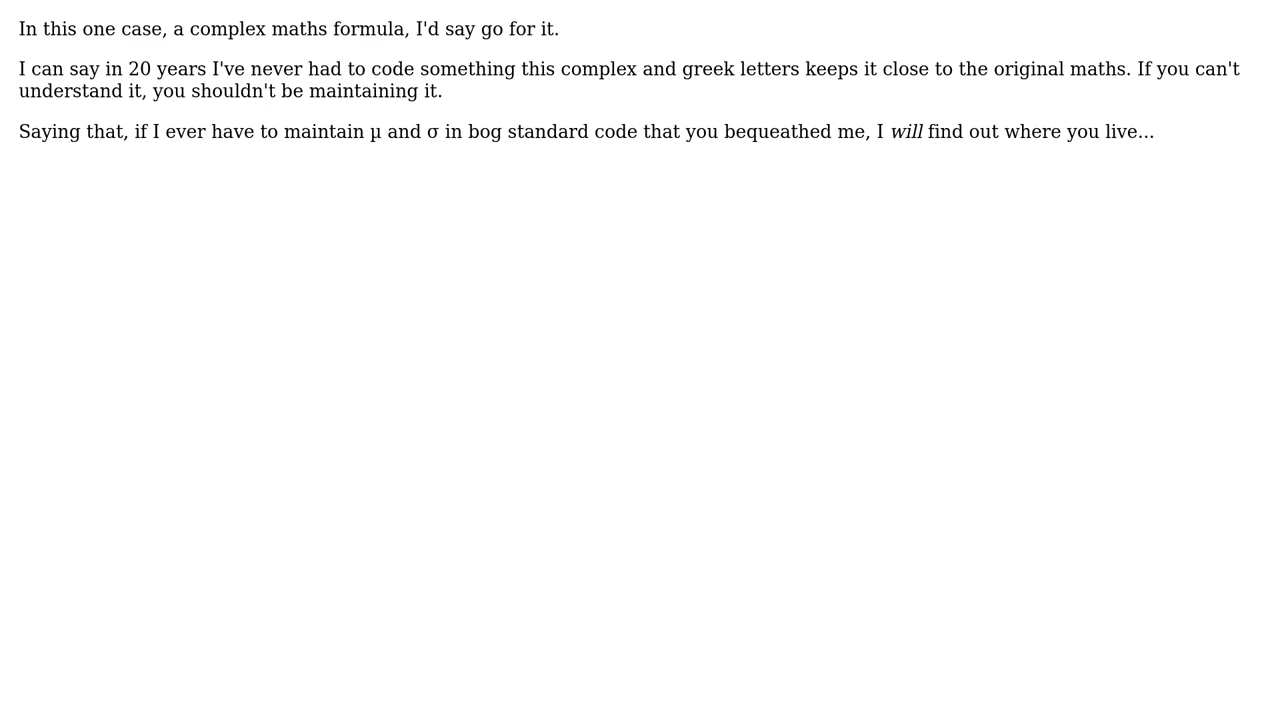 In this one case, a complex maths formula, I'd say go for it.
I can say in 20 years I've never had to code something this complex and greek letters keeps it close to the original maths. If you can't
understand it, you shouldn't be maintaining it.
Saying that, if I ever have to maintain µ and σ in bog standard code that you bequeathed me, I will find out where you live...